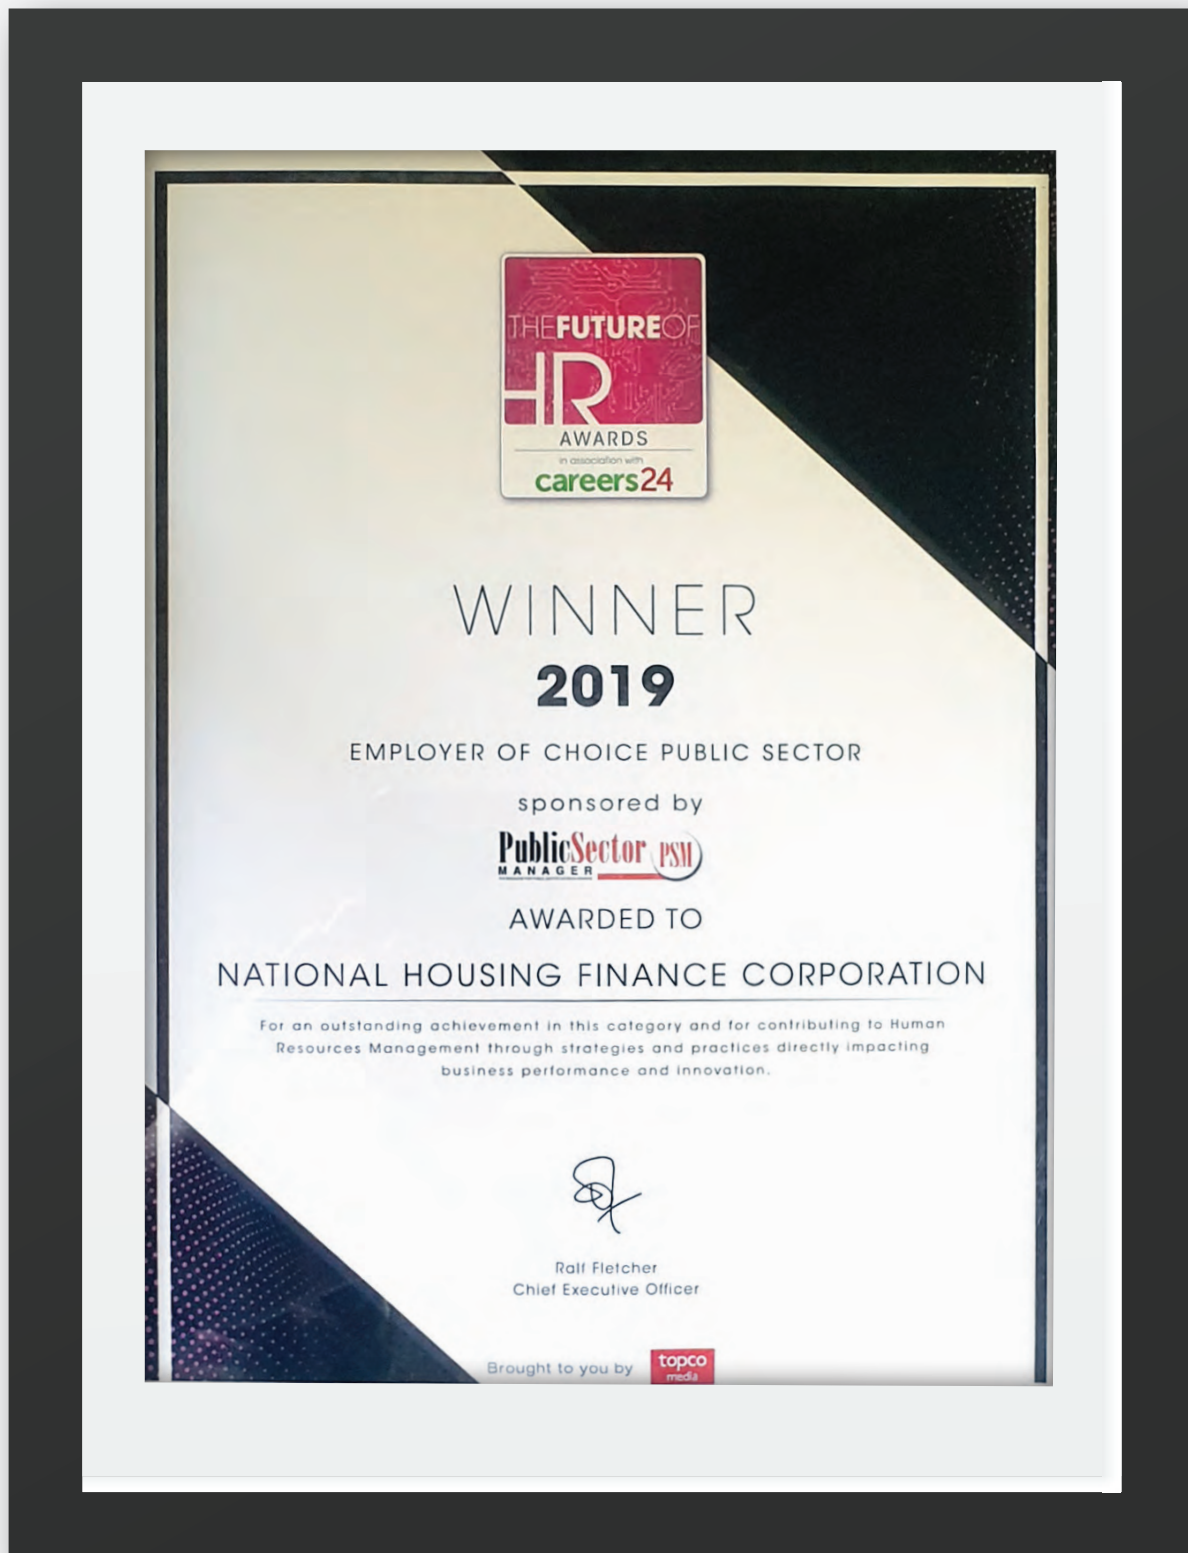 THE FUTURE OF
HR
AWARDS
in association with
careers24
WINNER
2019
EMPLOYER OF CHOICE PUBLIC SECTOR
sponsored by
PublicSector PSM
MANAGER
AWARDED TO
NATIONAL HOUSING FINANCE CORPORATION
For an outstanding achievement in this category and for contributing to Human
Resources Management through strategies and practices directly impacting
business performance and innovation.
Ralf Fletcher
Chief Executive Officer
Brought to you by topco
media